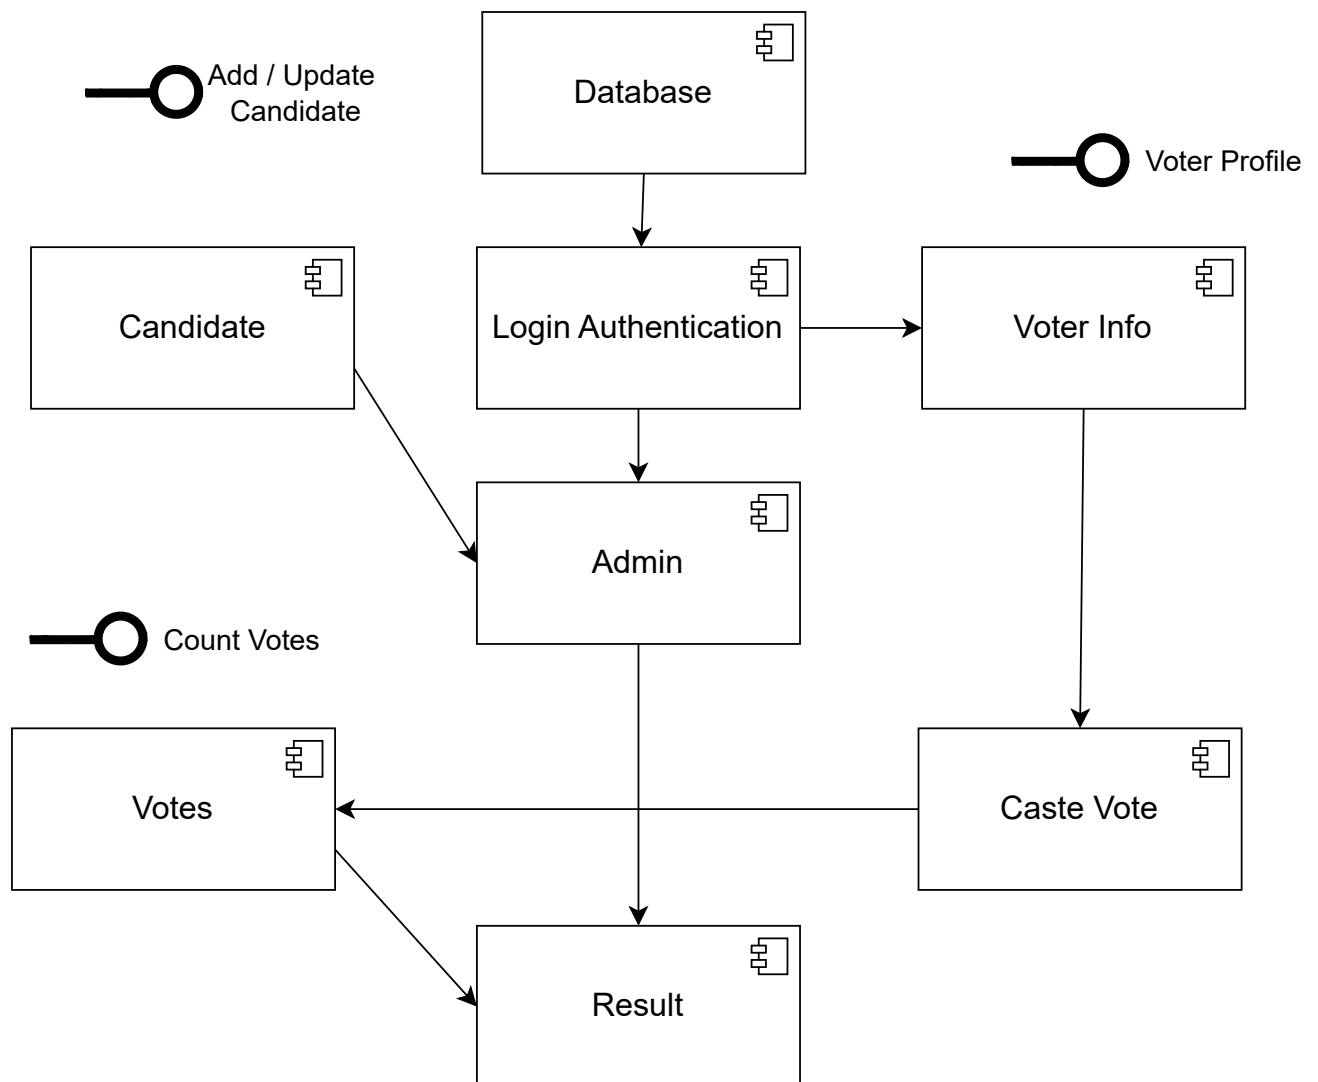 Add / Update
Candidate
Database
Voter Profile
Candidate
Login Authentication
Voter Info
Admin
Count Votes
Votes
Caste Vote
Result